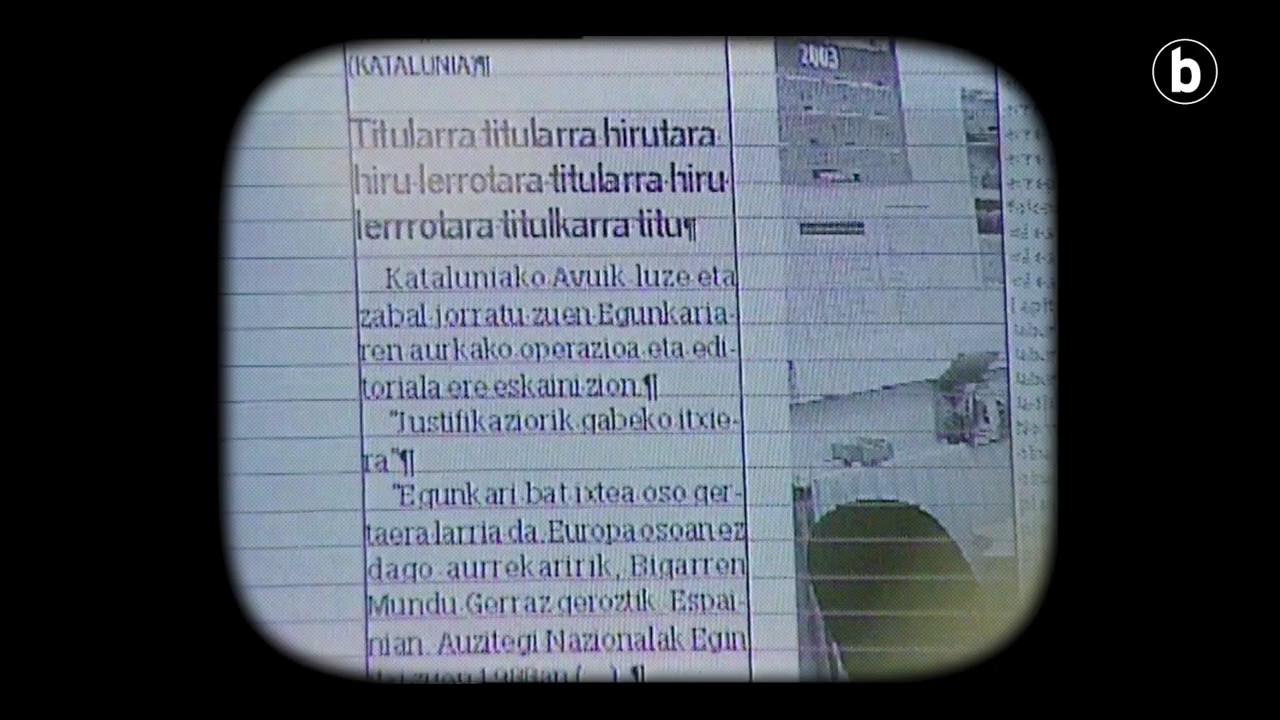 b
2003
(KATALUNIA)¶
Titularra titularra hirutara
hiru lerrotara titularra hiru
lerrrotara titulkarra titu¶
Kataluniako Avuik luze eta
zabal jorratu zuen Egunkaria-
ren aurkako operazioa eta edi-
toriala ere eskaini zion.¶
"Justifikaziorik gabeko itxie-
ra"¶
"Egunkari bat ixtea oso ger-
taera larria da. Europa osoan ez
dago aurrekaririk, Bigarren
Mundu Gerraz geroztik. Espai-
nian. Auzitegi Nazionalak Egin